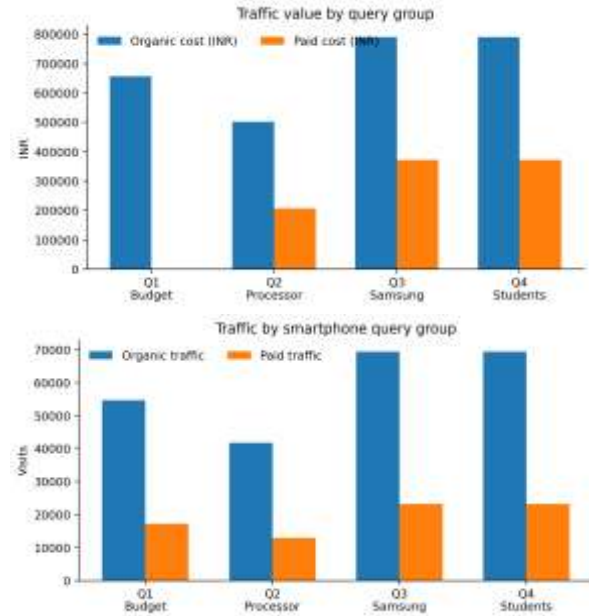 Traffic value by query group
Organic cost (INR) Paid cost (INR)
800000
700000
600000
500000
400000
300000
200000
100000
0
INR
Q1 Q2 Q3 Q4
Budget Processor Samsung Students
Traffic by smartphone query group
Organic traffic Paid traffic
70000
60000
50000
40000
30000
20000
10000
0
Visits
Q1 Q2 Q3 Q4
Budget Processor Samsung Students